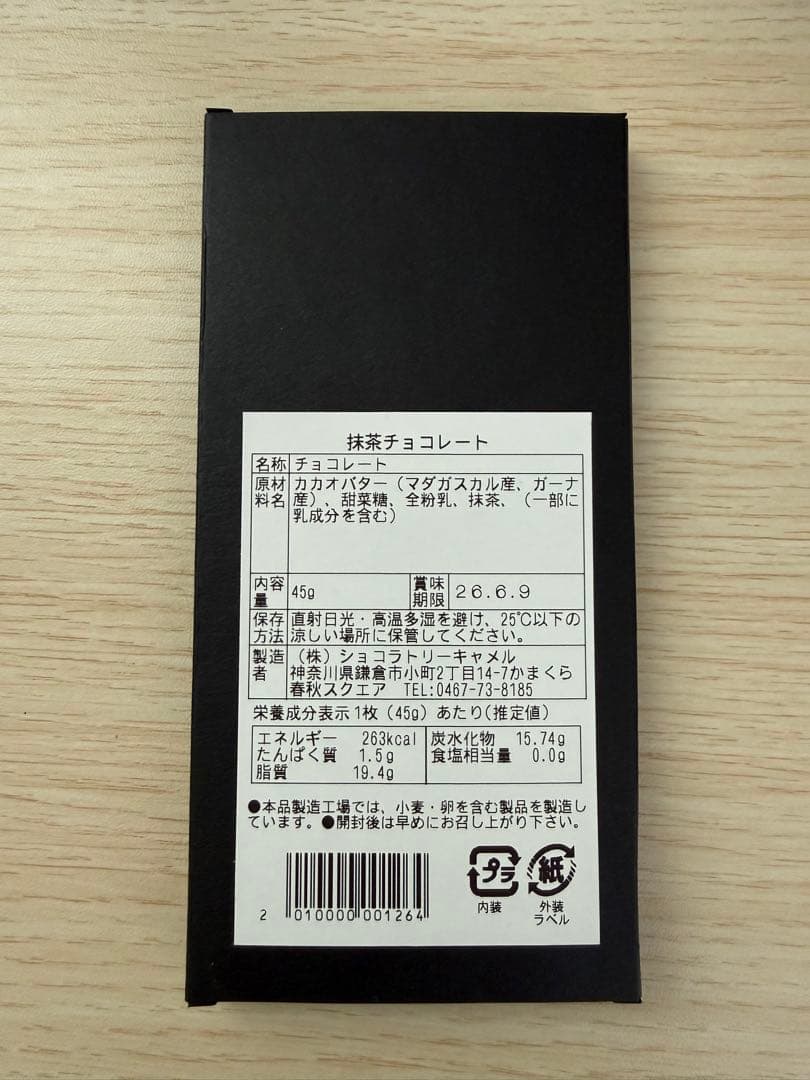 抹茶チョコレート
名称 チョコレート
原材料名 カカオバター（マダガスカル産、ガーナ
産）、甜菜糖、全粉乳、抹茶、（一部に
乳成分を含む）
内容量 45g 賞味期限 26.6.9
保存方法 直射日光・高温多湿を避け、25℃以下の
涼しい場所に保管してください。
製造者 （株）ショコラトリーキャメル
神奈川県鎌倉市小町2丁目14-7かまくら
春秋スクエア TEL:0467-73-8185
栄養成分表示1枚（45g）あたり(推定値)
エネルギー 263kcal 炭水化物 15.74g
たんぱく質 1.5g 食塩相当量 0.0g
脂質 19.4g
●本品製造工場では、小麦・卵を含む製品を製造し
ています。●開封後は早めにお召し上がり下さい。
プラ 紙
内装 外装
ラベル
2 010000 001264